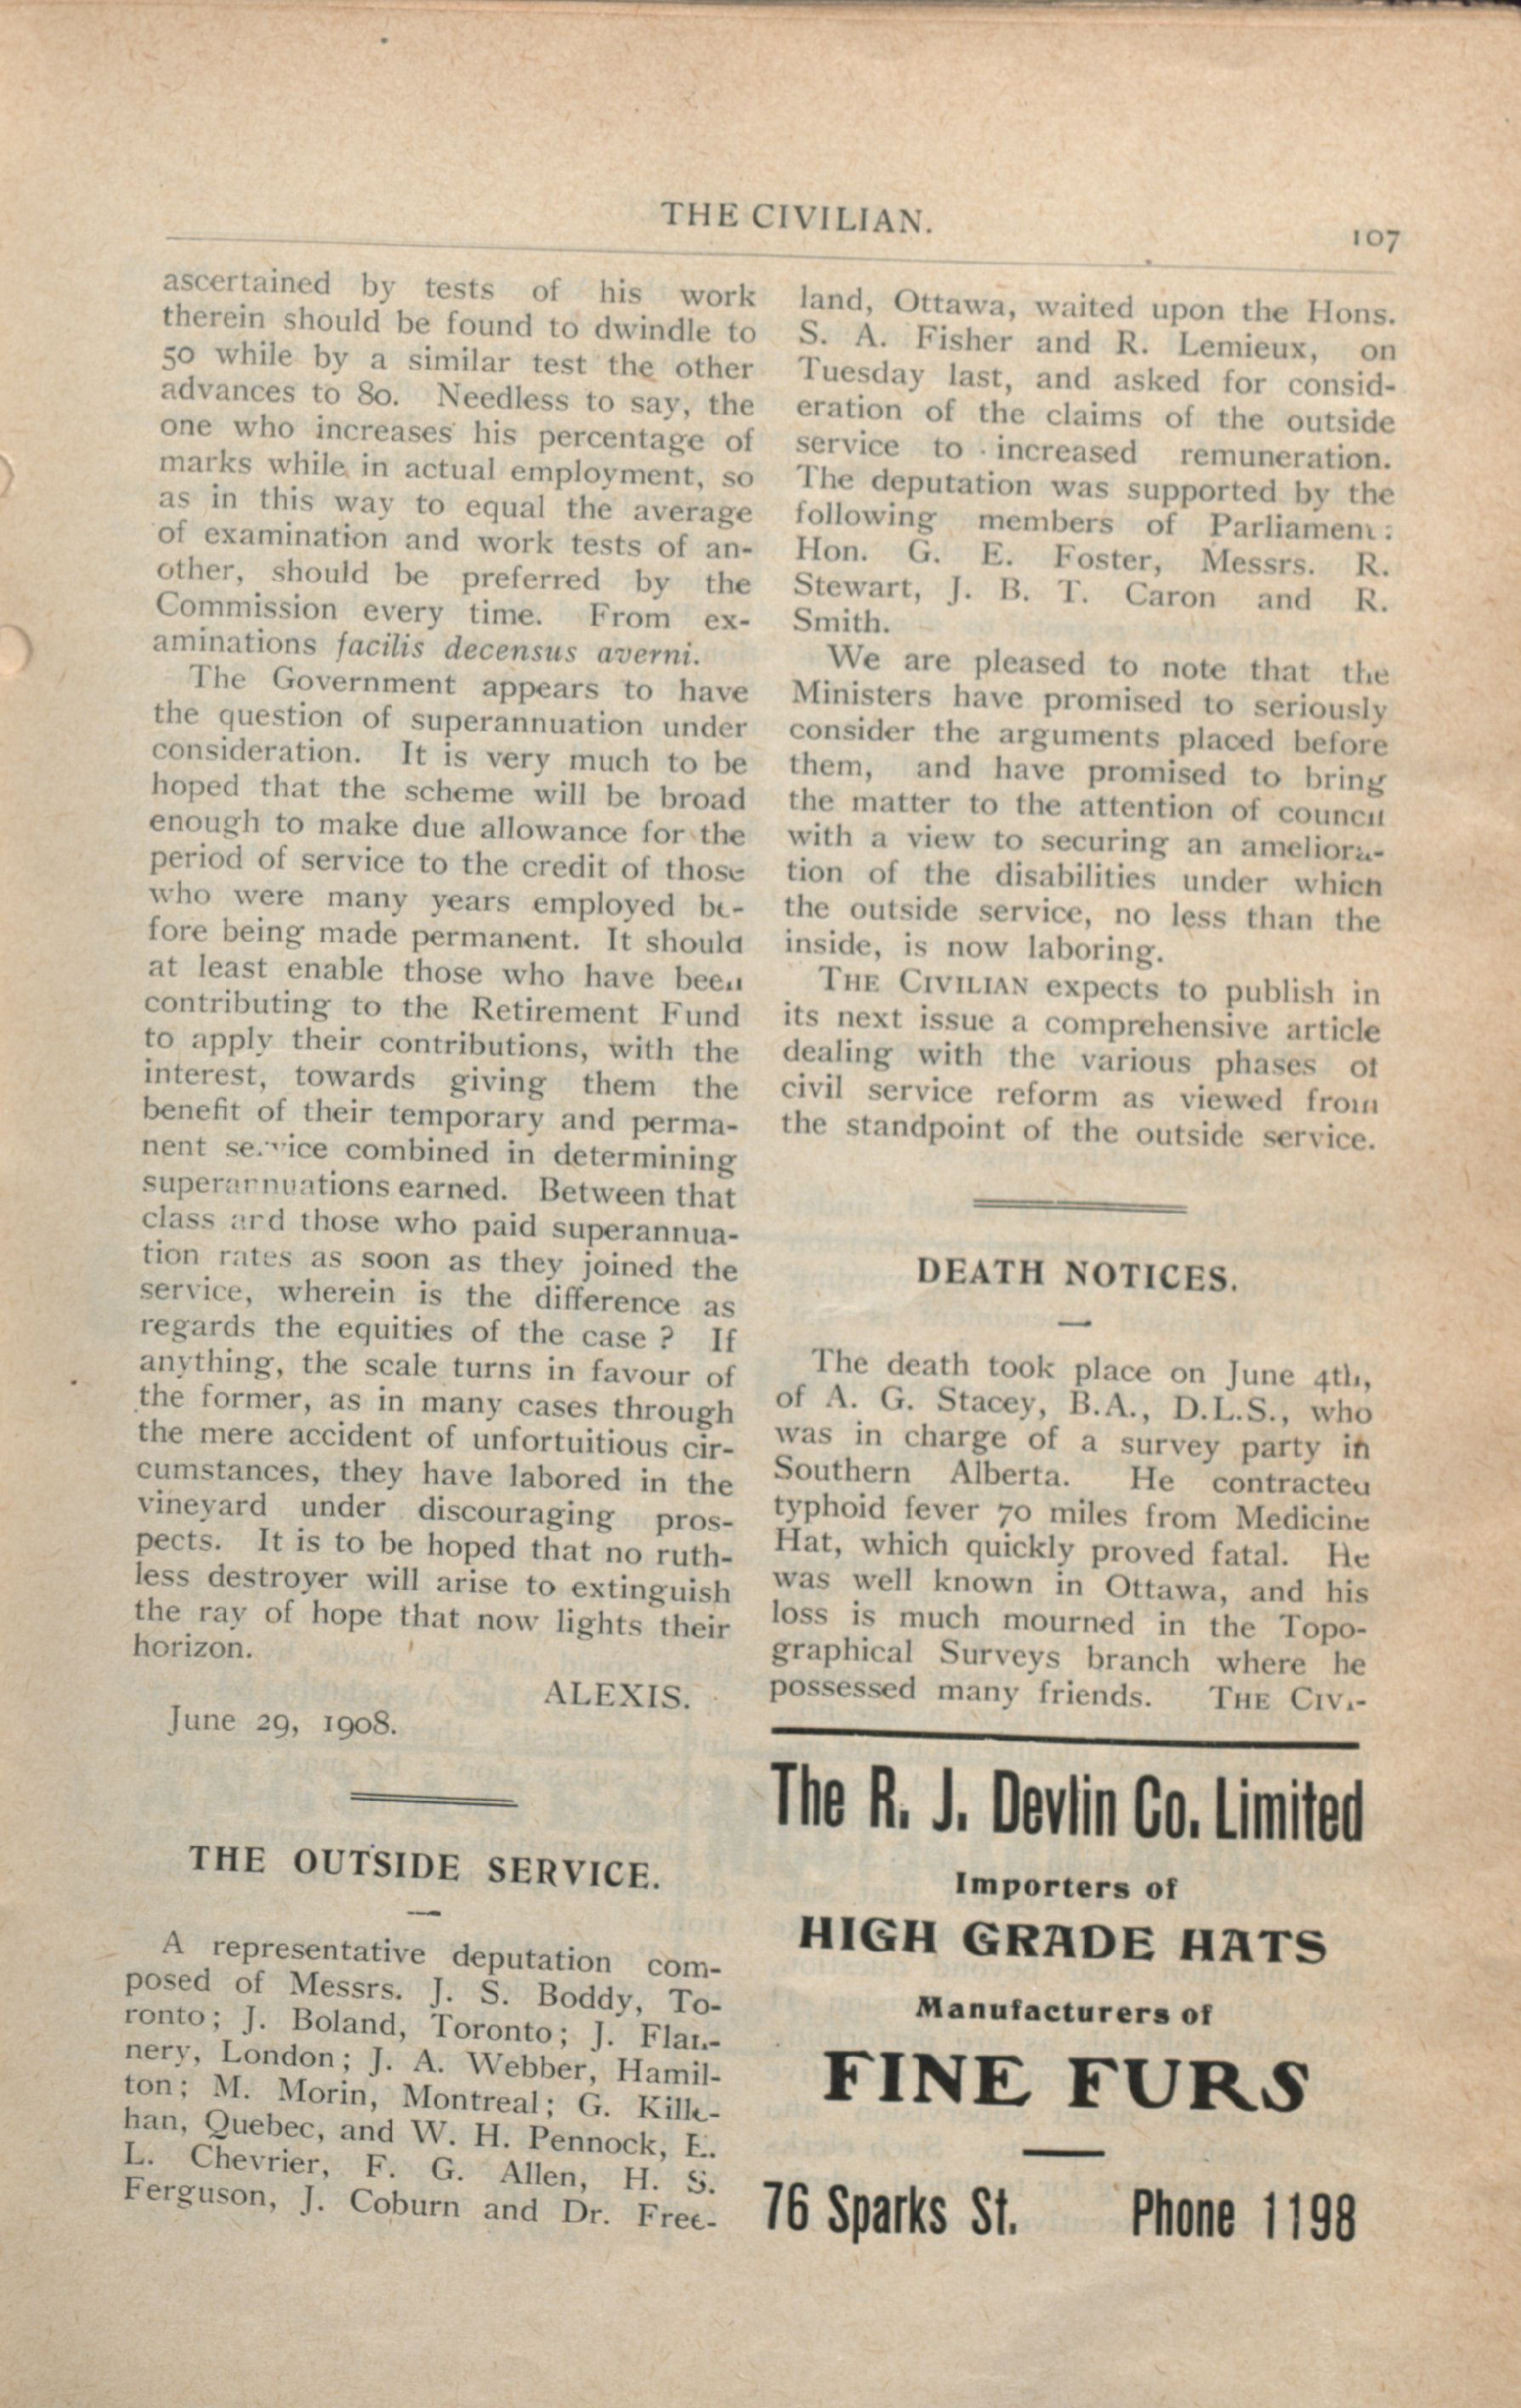 THE CIVILIAN.
107
ascertained by tests of his work
therein should be found to dwindle to
50 while by a similar test the other
advances to 80. Needless to say, the
one who increases his percentage of
marks while in actual employment, so
as in this way to equal the average
of examination and work tests of an-
other, should be preferred by the
Commission every time. From ex-
aminations facilis decensus averni.
The Government appears to have
the question of superannuation under
consideration. It is very much to be
hoped that the scheme will be broad
enough to make due allowance for the
period of service to the credit of those
who were many years employed be-
fore being made permanent. It should
at least enable those who have been
contributing to the Retirement Fund
to apply their contributions, with the
interest, towards giving them the
benefit of their temporary and perma-
nent service combined in determining
superannuations earned. Between that
class and those who paid superannua-
tion rates as soon as they joined the
service, wherein is the difference as
regards the equities of the case ? If
anything, the scale turns in favour of
the former, as in many cases through
the mere accident of unfortuitious cir-
cumstances, they have labored in the
vineyard under discouraging pros-
pects. It is to be hoped that no ruth-
less destroyer will arise to extinguish
the ray of hope that now lights their
horizon.
ALEXIS.
June 29, 1908.
THE OUTSIDE SERVICE.
A representative deputation com-
posed of Messrs. J. S. Boddy, To-
ronto; J. Boland, Toronto; J. Flan-
nery, London; J. A. Webber, Hamil-
ton; M. Morin, Montreal; G. Kille-
han, Quebec, and W. H. Pennock, E.
L. Chevrier, F. G. Allen, H. S.
Ferguson, J. Coburn and Dr. Free-
land, Ottawa, waited upon the Hons.
S. A. Fisher and R. Lemieux, on
Tuesday last, and asked for consid-
eration of the claims of the outside
service to increased remuneration.
The deputation was supported by the
following members of Parliament:
Hon. G. E. Foster, Messrs. R.
Stewart, J. B. T. Caron and R.
Smith.
We are pleased to note that the
Ministers have promised to seriously
consider the arguments placed before
them, and have promised to bring
the matter to the attention of council
with a view to securing an ameliora-
tion of the disabilities under which
the outside service, no less than the
inside, is now laboring.
THE CIVILIAN expects to publish in
its next issue a comprehensive article
dealing with the various phases of
civil service reform as viewed from
the standpoint of the outside service.
DEATH NOTICES.
The death took place on June 4th,
of A. G. Stacey, B.A., D.L.S., who
was in charge of a survey party in
Southern Alberta. He contracted
typhoid fever 70 miles from Medicine
Hat, which quickly proved fatal. He
was well known in Ottawa, and his
loss is much mourned in the Topo-
graphical Surveys branch where he
possessed many friends. THE CIVI-
The R. J. Devlin Co. Limited
Importers of
HIGH GRADE HATS
Manufacturers of
FINE FURS
76 Sparks St. Phone 1198